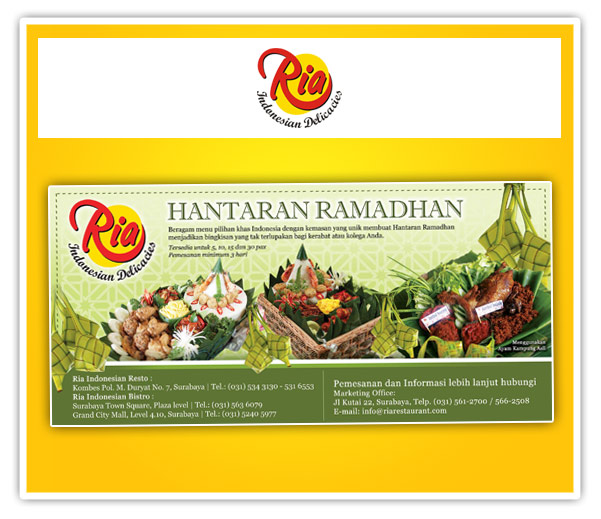 Ria
Indonesian Delicacies
Ria
Indonesian Delicacies
HANTARAN RAMADHAN
Beragam menu pilihan khas Indonesia dengan kemasan yang unik membuat Hantaran Ramadhan
menjadikan bingkisan yang tak terlupakan bagi kerabat atau kolega Anda.
Tersedia untuk 5, 10, 15 dan 30 pax
Pemesanan minimum 3 hari
Menggunakan
Ayam Kampung Asli
Ria Indonesian Resto :
Kombes Pol. M. Duryat No. 7, Surabaya | Tel.: (031) 534 3130 - 531 6553
Ria Indonesian Bistro :
Surabaya Town Square, Plaza level | Tel.: (031) 563 6079
Grand City Mall, Level 4.10, Surabaya | Tel.: (031) 5240 5977
Pemesanan dan Informasi lebih lanjut hubungi
Marketing Office:
Jl Kutai 22, Surabaya, Telp. (031) 561-2700 / 566-2508
E-mail: info@riarestaurant.com